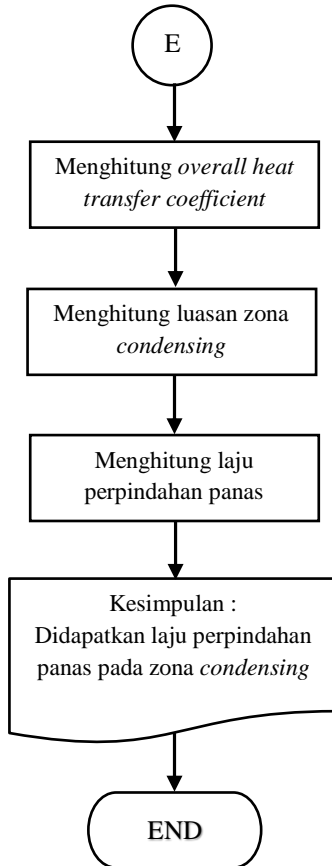 E
Menghitung overall heat
transfer coefficient
Menghitung luasan zona
condensing
Menghitung laju
perpindahan panas
Kesimpulan :
Didapatkan laju perpindahan
panas pada zona condensing
END